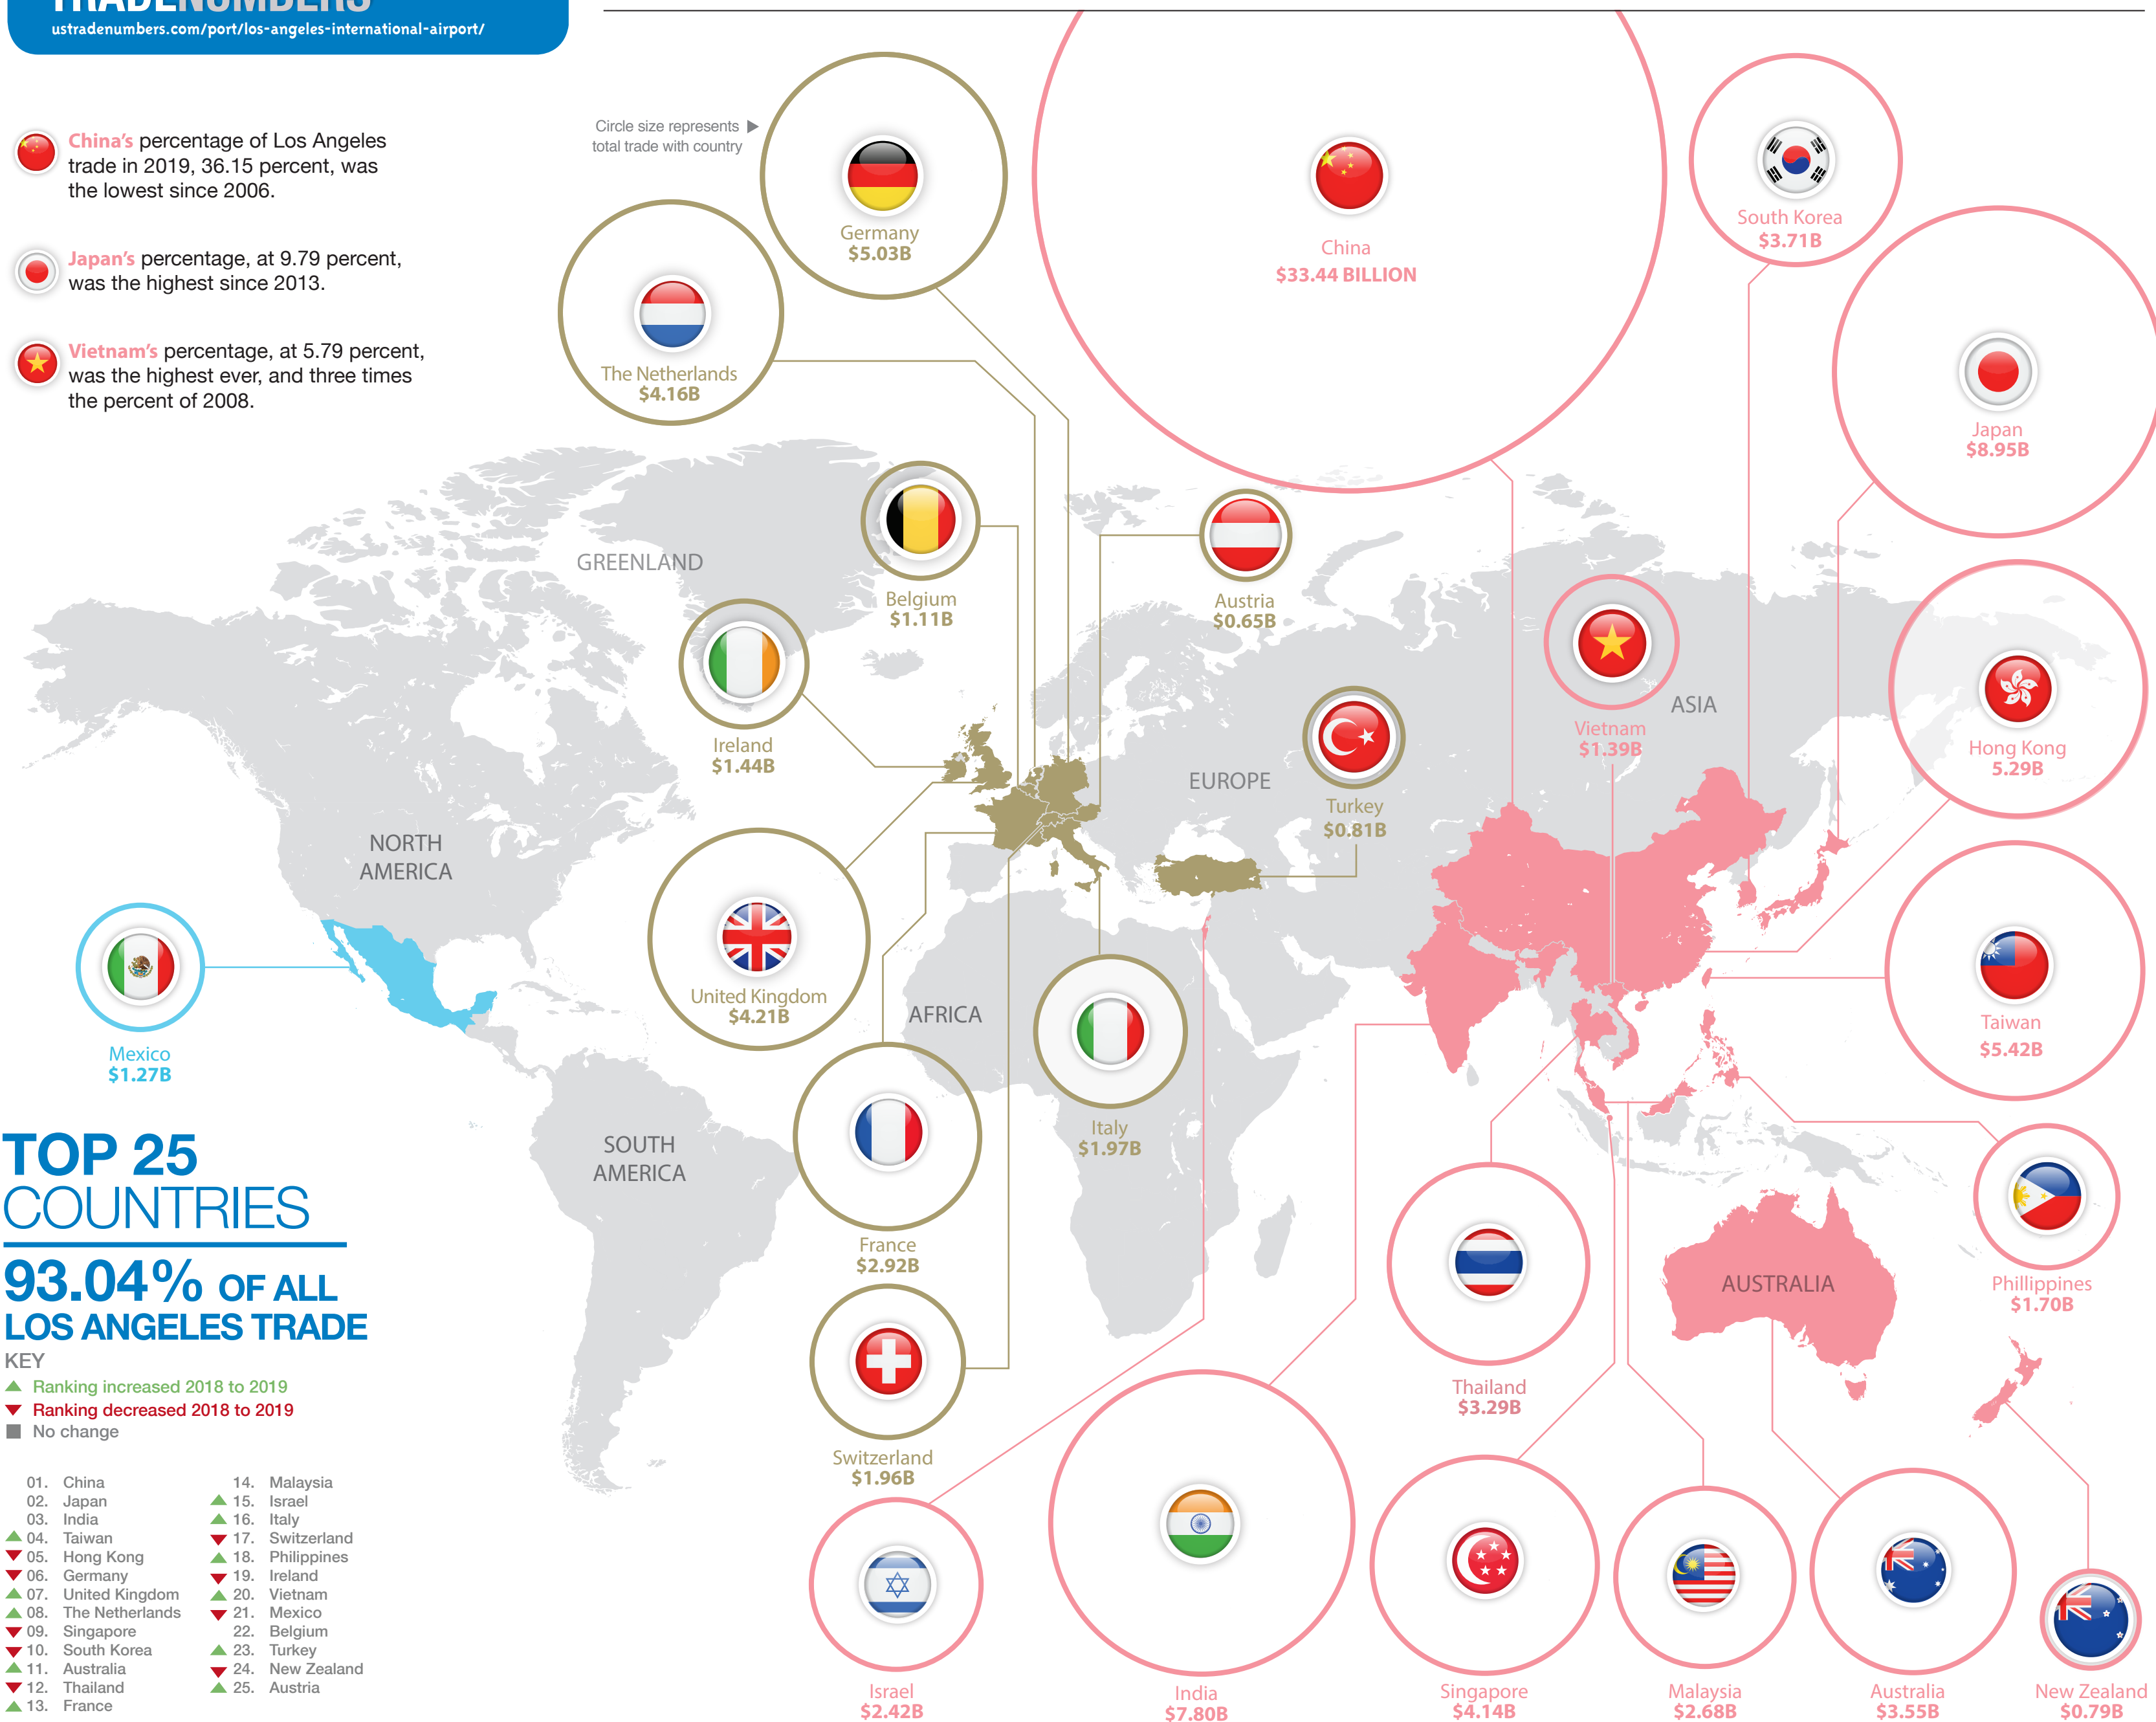 TRADENUMBERS
ustradenumbers.com/port/los-angeles-international-airport/
China's percentage of Los Angeles
trade in 2019, 36.15 percent, was
the lowest since 2006.
Japan's percentage, at 9.79 percent,
was the highest since 2013.
Vietnam's percentage, at 5.79 percent,
was the highest ever, and three times
the percent of 2008.
Circle size represents
total trade with country
Germany
$5.03B
The Netherlands
$4.16B
China
$33.44 BILLION
South Korea
$3.71B
Japan
$8.95B
GREENLAND
Belgium
$1.11B
Austria
$0.65B
Ireland
$1.44B
Vietnam
$1.39B
ASIA
Hong Kong
5.29B
EUROPE
Turkey
$0.81B
NORTH
AMERICA
United Kingdom
$4.21B
AFRICA
Taiwan
$5.42B
Mexico
$1.27B
Italy
$1.97B
SOUTH
AMERICA
France
$2.92B
AUSTRALIA
Phillippines
$1.70B
Thailand
$3.29B
Switzerland
$1.96B
Israel
$2.42B
India
$7.80B
Singapore
$4.14B
Malaysia
$2.68B
Australia
$3.55B
New Zealand
$0.79B
TOP 25
COUNTRIES
93.04% OF ALL
LOS ANGELES TRADE
KEY
Ranking increased 2018 to 2019
Ranking decreased 2018 to 2019
No change
01. China
02. Japan
03. India
04. Taiwan
05. Hong Kong
06. Germany
07. United Kingdom
08. The Netherlands
09. Singapore
10. South Korea
11. Australia
12. Thailand
13. France
14. Malaysia
15. Israel
16. Italy
17. Switzerland
18. Philippines
19. Ireland
20. Vietnam
21. Mexico
22. Belgium
23. Turkey
24. New Zealand
25. Austria